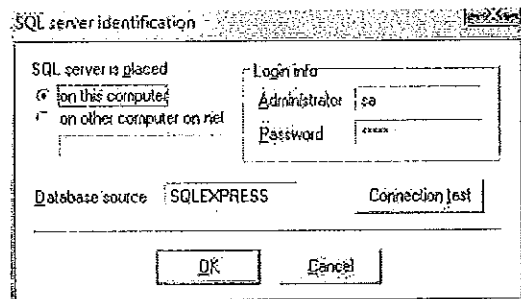 SQL server identification
SQL server is placed
on this computer
on other computer on net
Login info
Administrator sa
Password ****
Database source SQLEXPRESS
Connection test
OK Cancel